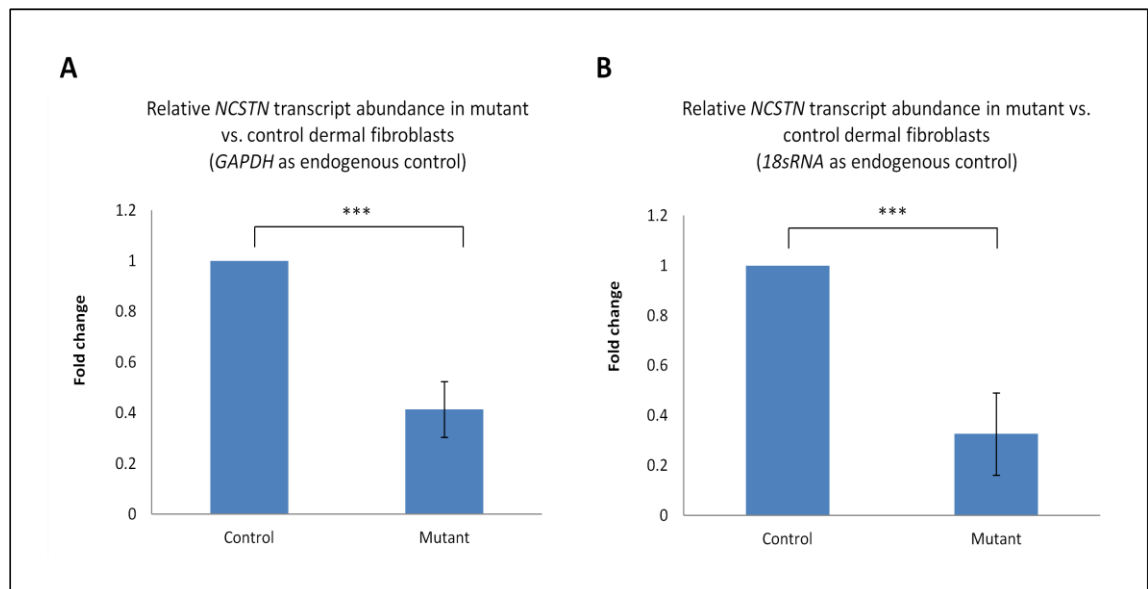 A
Relative NCSTN transcript abundance in mutant
vs. control dermal fibroblasts
(GAPDH as endogenous control)
***
1.2
1
0.8
0.6
0.4
0.2
0
Fold change
Control Mutant
B
Relative NCSTN transcript abundance in mutant vs.
control dermal fibroblasts
(18sRNA as endogenous control)
***
1.2
1
0.8
0.6
0.4
0.2
0
Fold change
Control Mutant